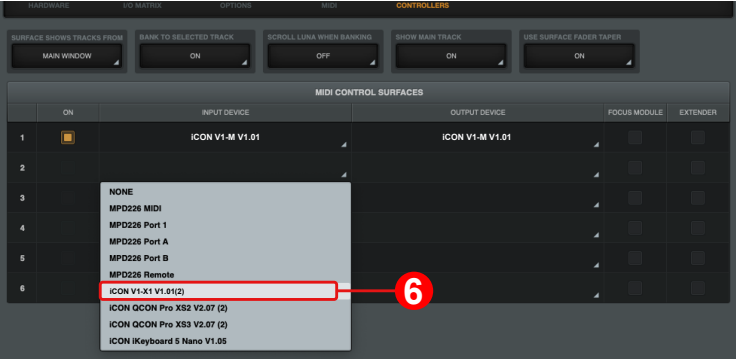 HARDWARE I/O MATRIX OPTIONS MIDI CONTROLLERS
SURFACE SHOWS TRACKS FROM BANK TO SELECTED TRACK SCROLL LUNA WHEN BANKING SHOW MAIN TRACK USE SURFACE FADER TAPER
MAIN WINDOW ON OFF ON ON
MIDI CONTROL SURFACES
ON INPUT DEVICE OUTPUT DEVICE FOCUS MODULE EXTENDER
1 iCON V1-M V1.01 iCON V1-M V1.01
2
3
4
5
6
NONE
MPD226 MIDI
MPD226 Port 1
MPD226 Port A
MPD226 Port B
MPD226 Remote
iCON V1-X1 V1.01(2)
iCON QCON Pro XS2 V2.07 (2)
iCON QCON Pro XS3 V2.07 (2)
iCON iKeyboard 5 Nano V1.05
6